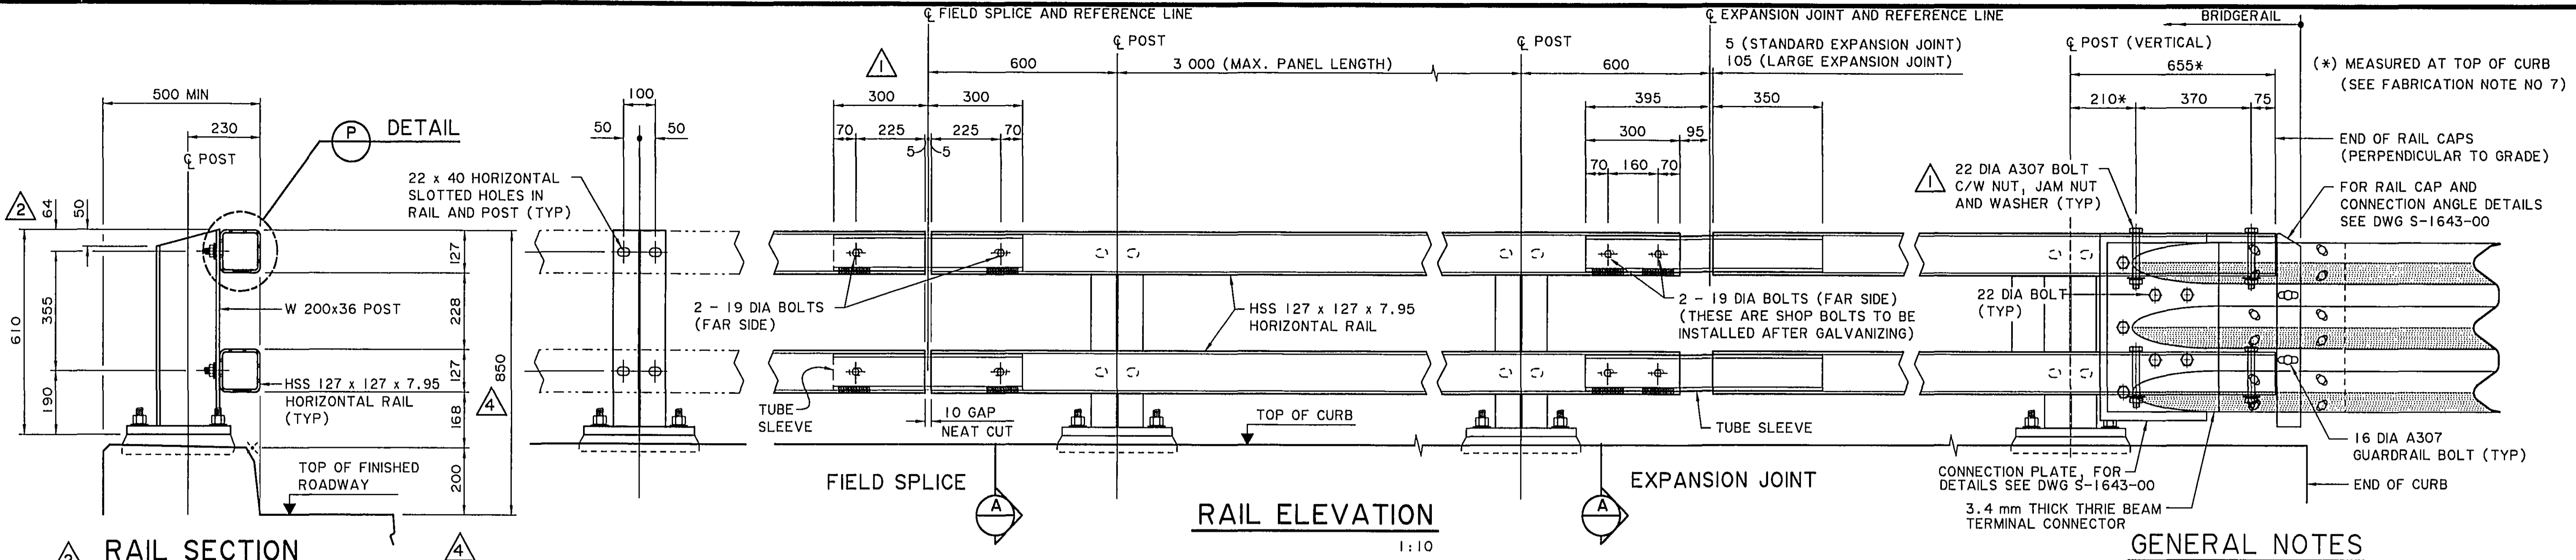 ℄ FIELD SPLICE AND REFERENCE LINE
℄ EXPANSION JOINT AND REFERENCE LINE
BRIDGERAIL
℄ POST
℄ POST
5 (STANDARD EXPANSION JOINT)
105 (LARGE EXPANSION JOINT)
℄ POST (VERTICAL)
1
600
3 000 (MAX. PANEL LENGTH)
600
655*
(*) MEASURED AT TOP OF CURB
(SEE FABRICATION NOTE NO 7)
500 MIN
100
300
300
395
350
210*
370
75
230
P
DETAIL
50
50
70
225
225
70
300
95
END OF RAIL CAPS
(PERPENDICULAR TO GRADE)
℄ POST
5
5
70
160
70
22 x 40 HORIZONTAL
SLOTTED HOLES IN
RAIL AND POST (TYP)
1
22 DIA A307 BOLT
C/W NUT, JAM NUT
AND WASHER (TYP)
FOR RAIL CAP AND
CONNECTION ANGLE DETAILS
SEE DWG S-1643-00
2
64
50
127
610
355
W 200x36 POST
228
2 - 19 DIA BOLTS
(FAR SIDE)
HSS 127 x 127 x 7.95
HORIZONTAL RAIL
2 - 19 DIA BOLTS (FAR SIDE)
(THESE ARE SHOP BOLTS TO BE
INSTALLED AFTER GALVANIZING)
22 DIA BOLT
(TYP)
190
HSS 127 x 127 x 7.95
HORIZONTAL RAIL
(TYP)
127
850
4
168
TUBE
SLEEVE
10 GAP
NEAT CUT
TOP OF CURB
TUBE SLEEVE
16 DIA A307
GUARDRAIL BOLT (TYP)
TOP OF FINISHED
ROADWAY
200
FIELD SPLICE
A
EXPANSION JOINT
A
CONNECTION PLATE, FOR
DETAILS SEE DWG S-1643-00
END OF CURB
3.4 mm THICK THRIE BEAM
TERMINAL CONNECTOR
RAIL ELEVATION
1:10
RAIL SECTION
4
GENERAL NOTES